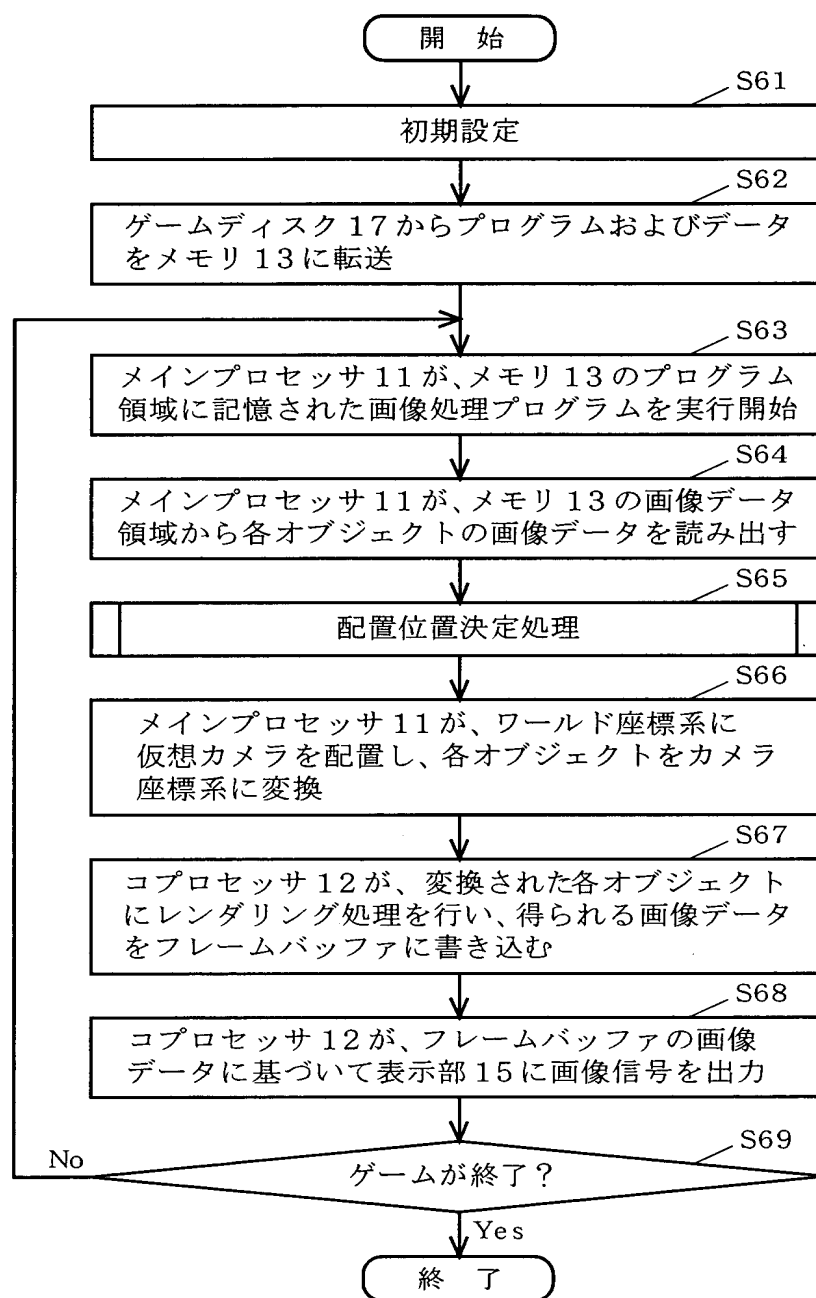 開 始
S61
初期設定
S62
ゲームディスク17からプログラムおよびデータ
をメモリ13に転送
S63
メインプロセッサ11が、メモリ13のプログラム
領域に記憶された画像処理プログラムを実行開始
S64
メインプロセッサ11が、メモリ13の画像データ
領域から各オブジェクトの画像データを読み出す
S65
配置位置決定処理
S66
メインプロセッサ11が、ワールド座標系に
仮想カメラを配置し、各オブジェクトをカメラ
座標系に変換
S67
コプロセッサ12が、変換された各オブジェクト
にレンダリング処理を行い、得られる画像データ
をフレームバッファに書き込む
S68
コプロセッサ12が、フレームバッファの画像
データに基づいて表示部15に画像信号を出力
S69
No
ゲームが終了?
Yes
終 了